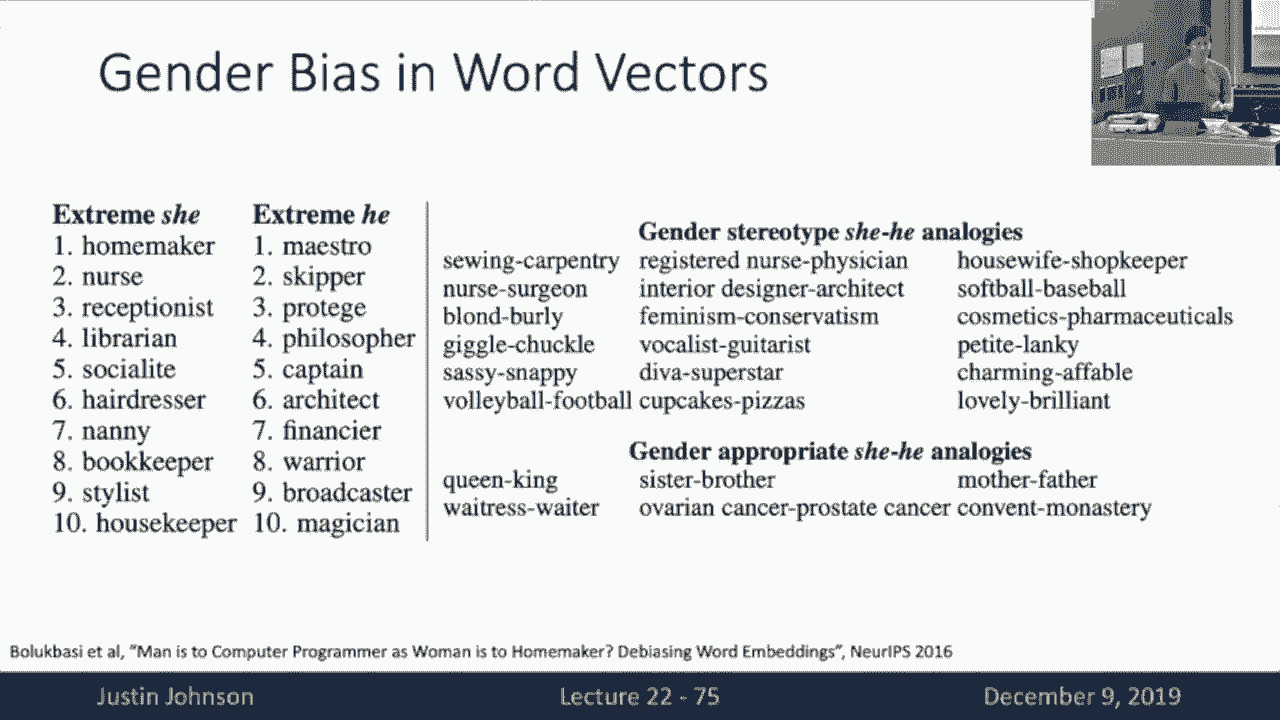 Gender Bias in Word Vectors
Extreme she
1. homemaker
2. nurse
3. receptionist
4. librarian
5. socialite
6. hairdresser
7. nanny
8. bookkeeper
9. stylist
10. housekeeper
Extreme he
1. maestro
2. skipper
3. protege
4. philosopher
5. captain
6. architect
7. financier
8. warrior
9. broadcaster
10. magician
Gender stereotype she-he analogies
sewing-carpentry registered nurse-physician housewife-shopkeeper
nurse-surgeon interior designer-architect softball-baseball
blond-burly feminism-conservatism cosmetics-pharmaceuticals
giggle-chuckle vocalist-guitarist petite-lanky
sassy-snappy diva-superstar charming-affable
volleyball-football cupcakes-pizzas lovely-brilliant
Gender appropriate she-he analogies
queen-king sister-brother mother-father
waitress-waiter ovarian cancer-prostate cancer convent-monastery
Bolukbasi et al, “Man is to Computer Programmer as Woman is to Homemaker? Debiasing Word Embeddings”, NeurIPS 2016
Justin Johnson Lecture 22 - 75 December 9, 2019